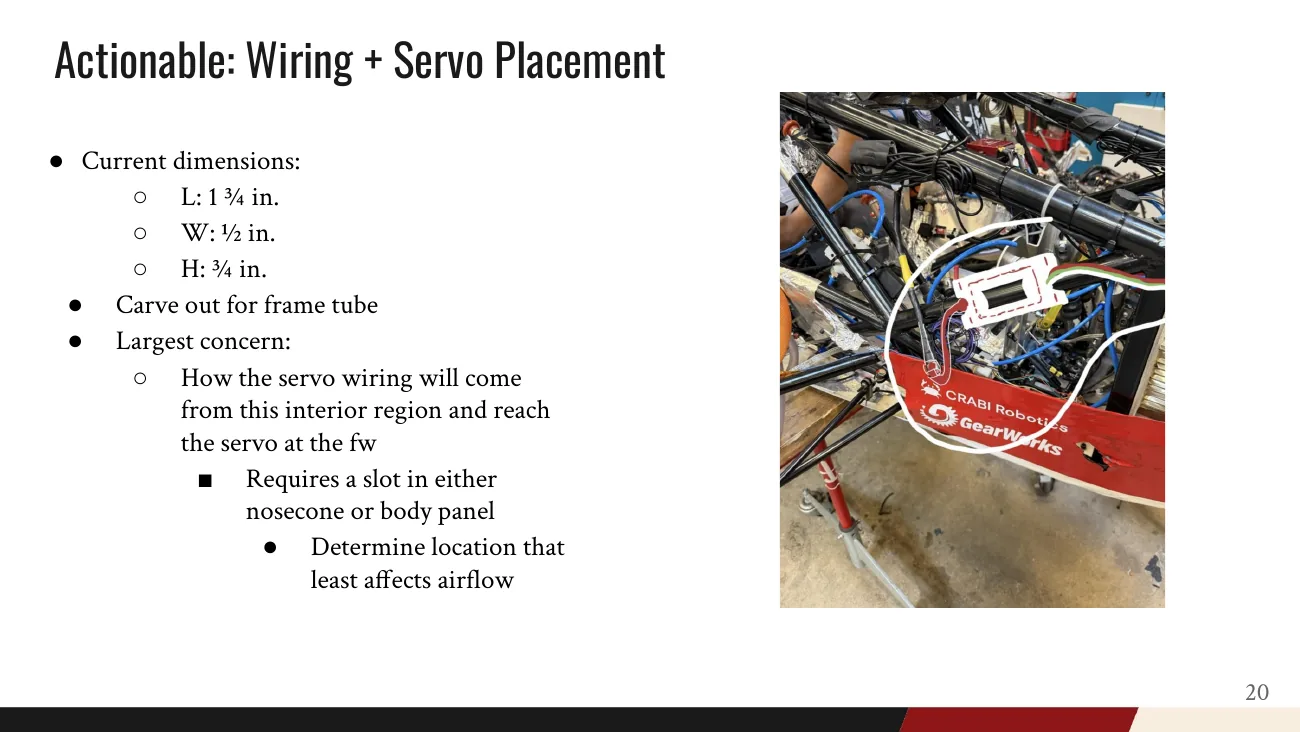 Actionable: Wiring + Servo Placement
● Current dimensions:
○ L: 1 ¾ in.
○ W: ½ in.
○ H: ¾ in.
● Carve out for frame tube
● Largest concern:
○ How the servo wiring will come
from this interior region and reach
the servo at the fw
■ Requires a slot in either
nosecone or body panel
● Determine location that
least affects airflow
CRABI Robotics
GearWorks
20